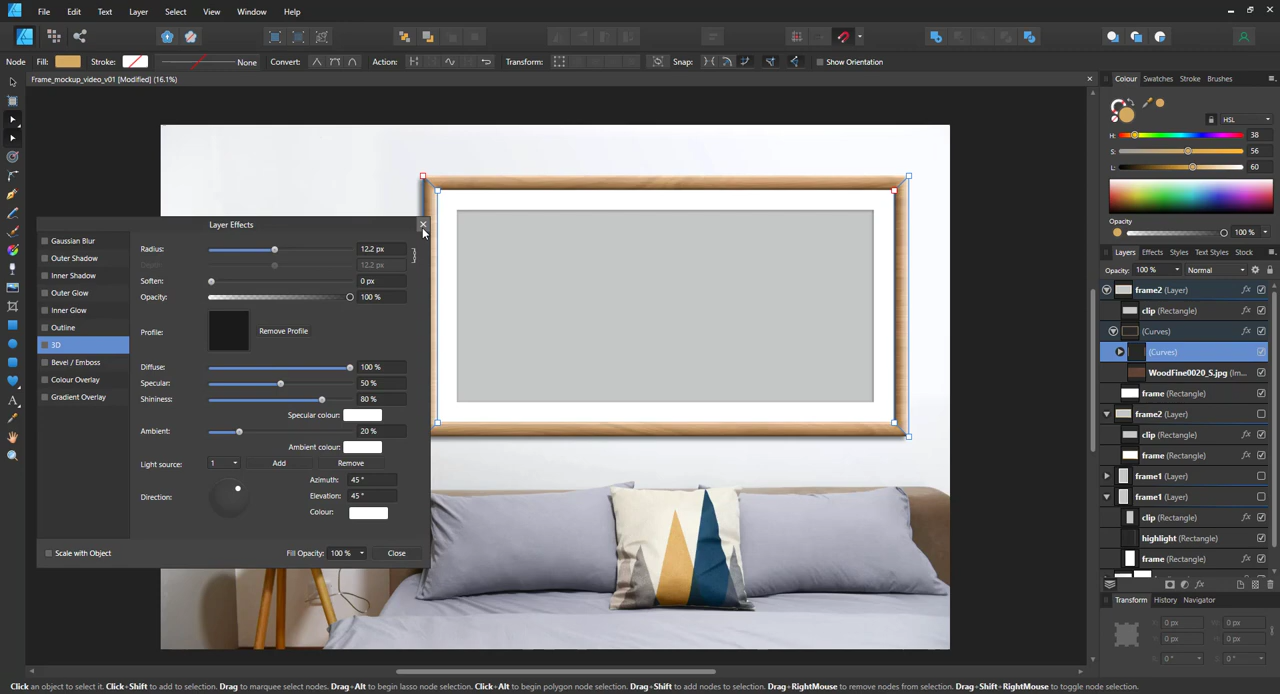 File Edit Text Layer Select View Window Help
Node Fill: Stroke: None Convert: Action: Transform: Snap: Show Orientation
Frame_mockup_video_v01 [Modified] (16.1%)
Layer Effects
Gaussian Blur
Outer Shadow
Inner Shadow
Outer Glow
Inner Glow
Outline
3D
Bevel / Emboss
Colour Overlay
Gradient Overlay
Radius: 12.2 px
Depth: 12.2 px
Soften: 0 px
Opacity: 100 %
Profile: Remove Profile
Diffuse: 100 %
Specular: 50 %
Shininess: 80 %
Specular colour:
Ambient: 20 %
Ambient colour:
Light source: 1 Add Remove
Azimuth: 45 °
Direction: Elevation: 45 °
Colour:
Scale with Object Fill Opacity: 100 % Close
Colour Swatches Stroke Brushes
HSL
H: 38
S: 56
L: 60
Opacity
100 %
Layers Effects Styles Text Styles Stock
Opacity: 100 % Normal
frame2 (Layer)
clip (Rectangle)
(Curves)
(Curves)
WoodFine0020_S.jpg (Im...
frame (Rectangle)
frame2 (Layer)
clip (Rectangle)
frame (Rectangle)
frame1 (Layer)
frame1 (Layer)
clip (Rectangle)
highlight (Rectangle)
frame (Rectangle)
Transform History Navigator
X: 0 px W: 0 px
Y: 0 px H: 0 px
R: 0 ° S: 0 °
Click an object to select it. Click+Shift to add to selection. Drag to marquee select nodes. Drag+Alt to begin lasso node selection. Click+Alt to begin polygon node selection. Drag+Shift to add nodes to selection. Drag+RightMouse to remove nodes from selection. Drag+Shift+RightMouse to toggle node selection.